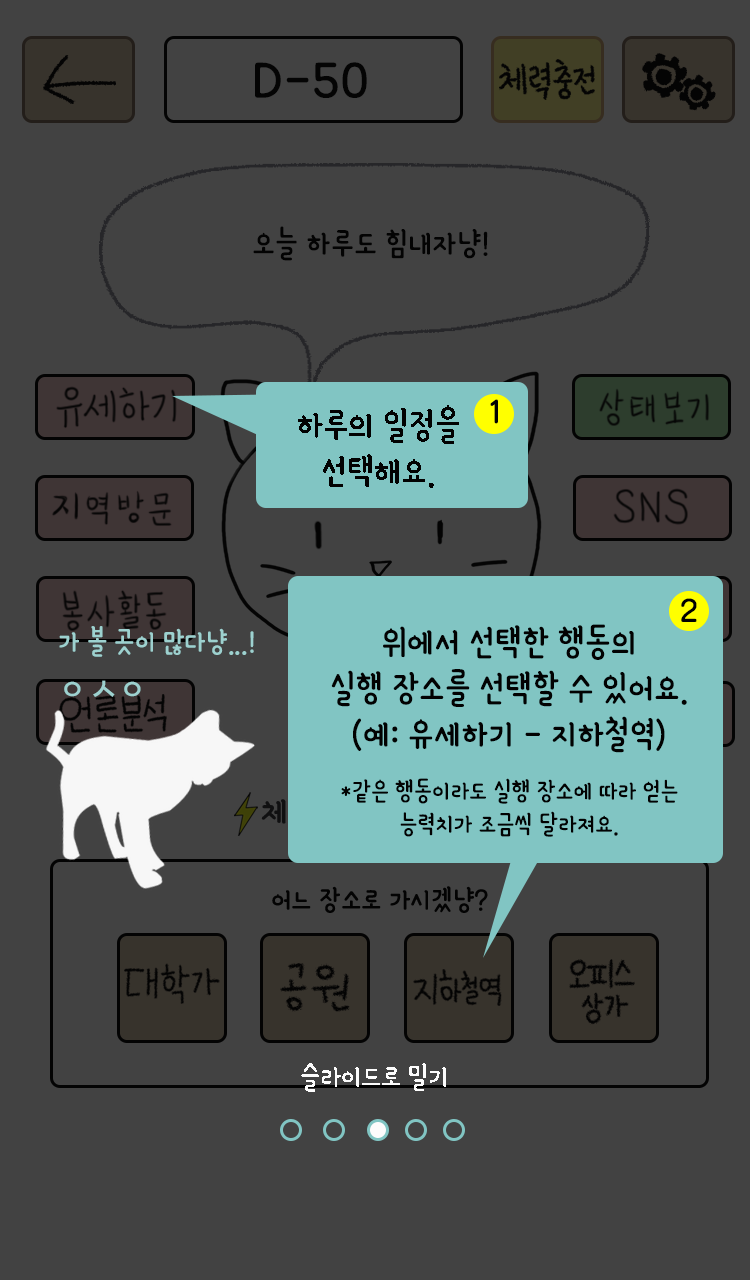 D-50
체력충전
오늘 하루도 힘내자냥!
유세하기
하루의 일정을
선택해요.
1
상태보기
지역방문
SNS
봉사활동
가 볼 곳이 많다냥...!
ㅇㅅㅇ
언론분석
2
위에서 선택한 행동의
실행 장소를 선택할 수 있어요.
(예: 유세하기 - 지하철역)
*같은 행동이라도 실행 장소에 따라 얻는
능력치가 조금씩 달라져요.
체
어느 장소로 가시겠냥?
대학가
공원
지하철역
오피스
상가
슬라이드로 밀기